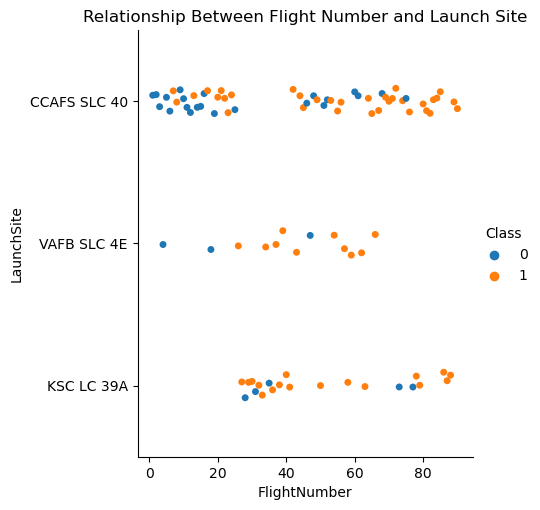 Relationship Between Flight Number and Launch Site
CCAFS SLC 40
VAFB SLC 4E
KSC LC 39A
LaunchSite
0
20
40
60
80
FlightNumber
Class
0
1